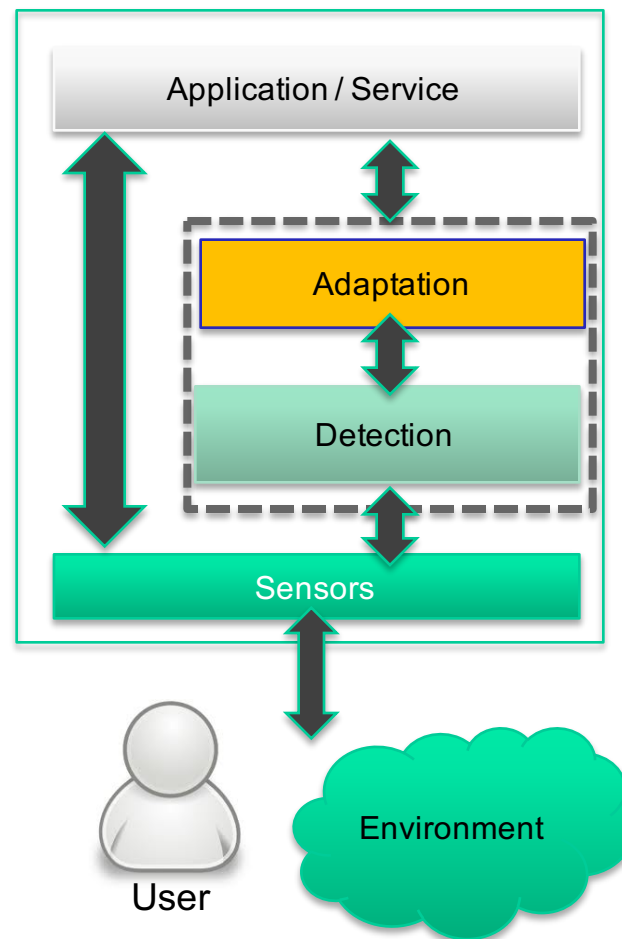 Application / Service
Adaptation
Detection
Sensors
Environment
User